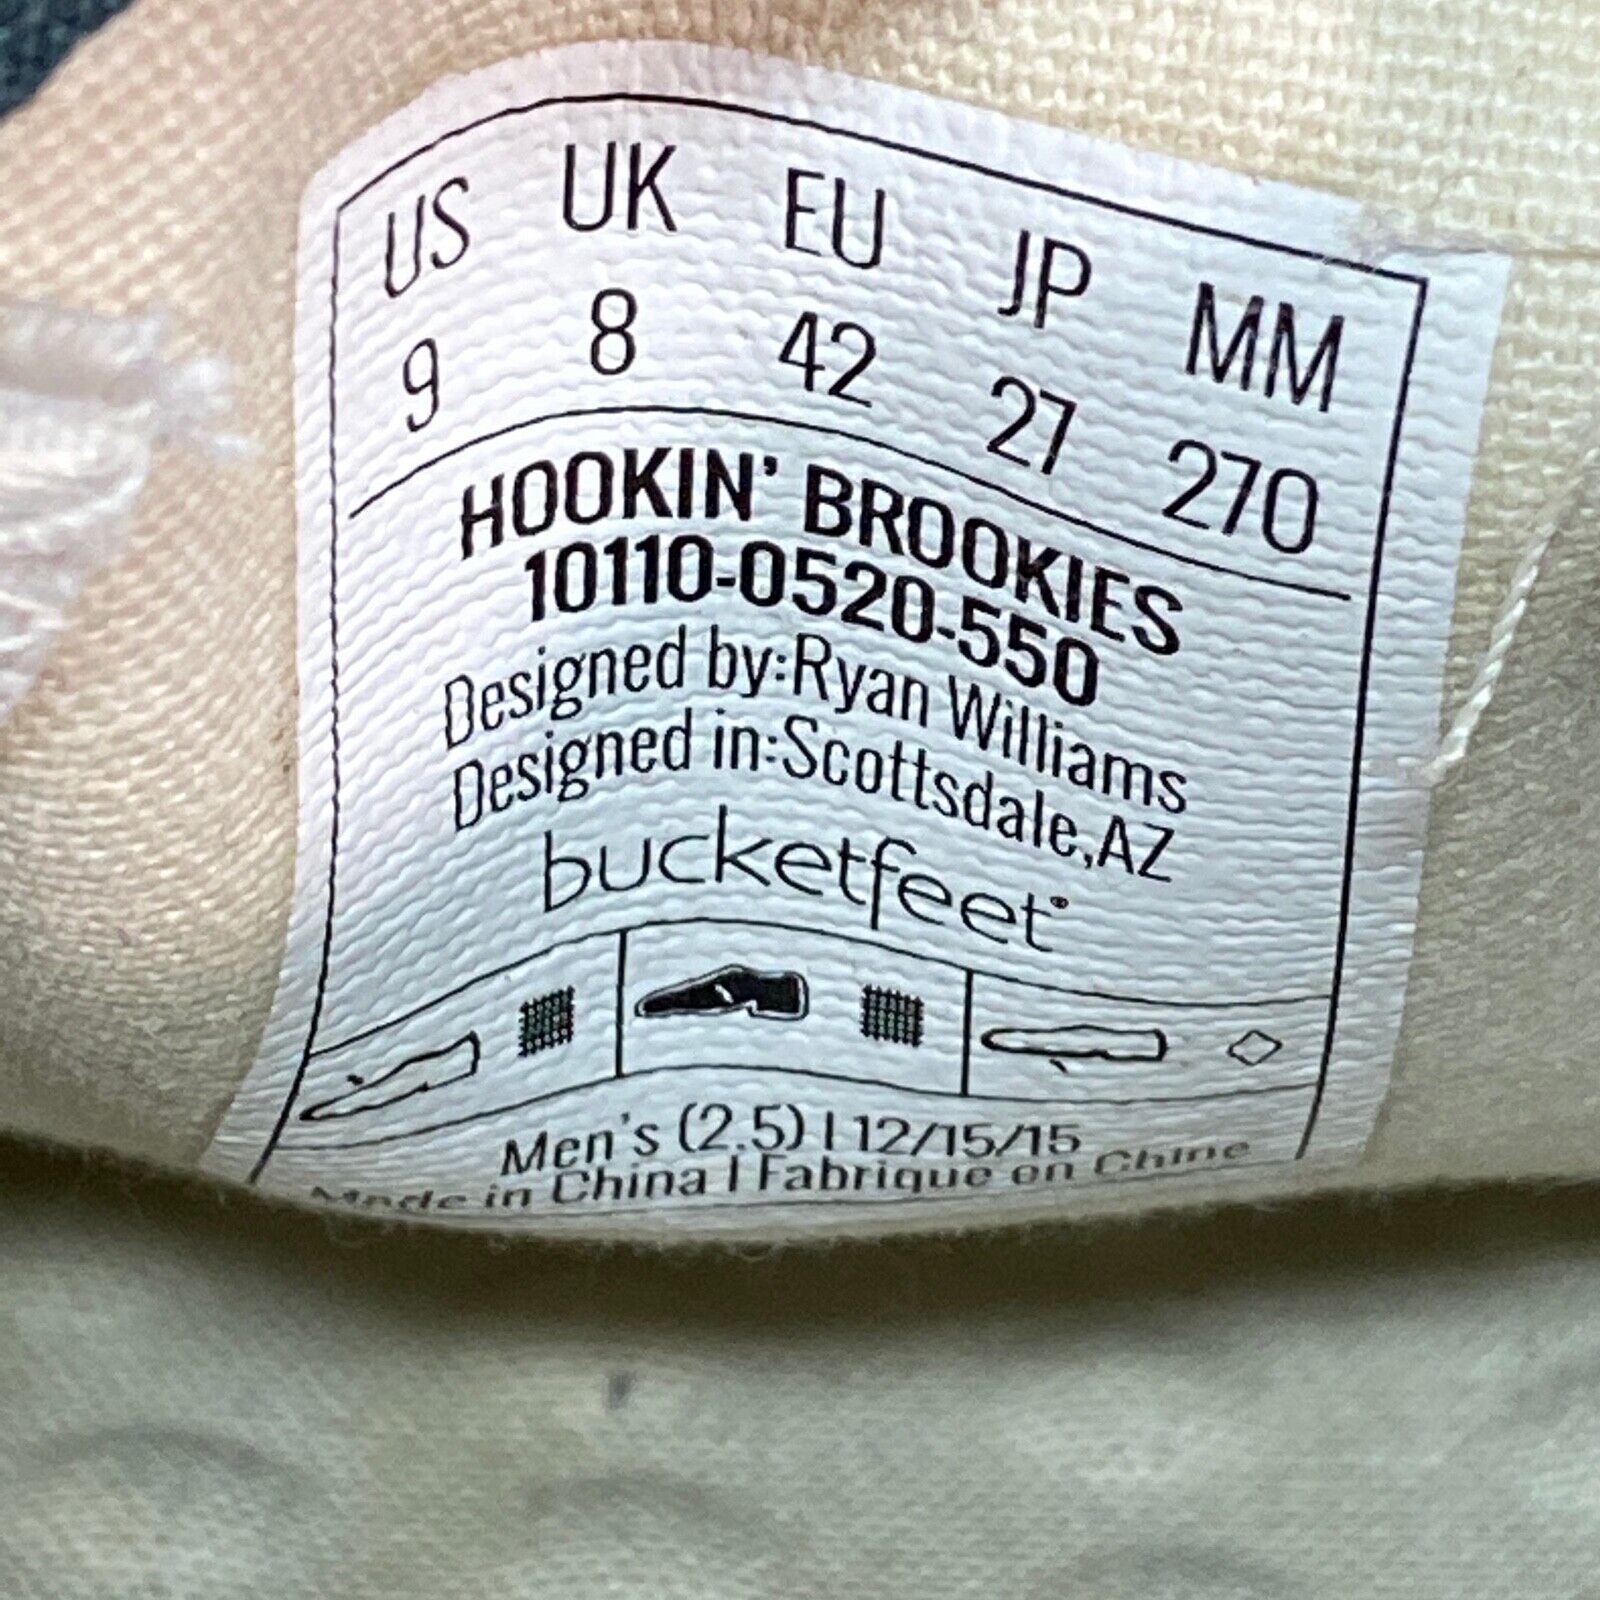 US UK EU JP MM
9 8 42 27 270
HOOKIN' BROOKIES
10110-0520-550
Designed by:Ryan Williams
Designed in:Scottsdale,AZ
bucketfeet®
Men's (2.5) | 12/15/15
Made in China | Fabriqué en Chine